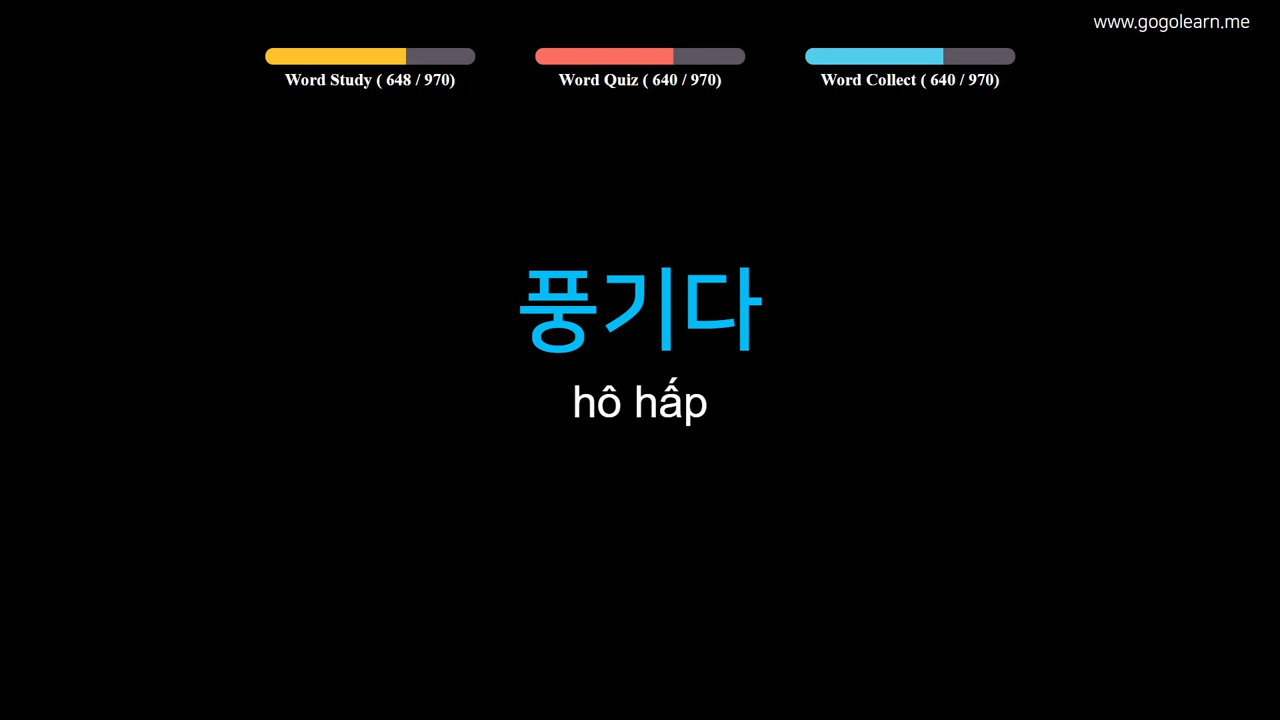 www.gogolearn.me
Word Study ( 648 / 970)
Word Quiz ( 640 / 970)
Word Collect ( 640 / 970)
풍기다
hô hấp